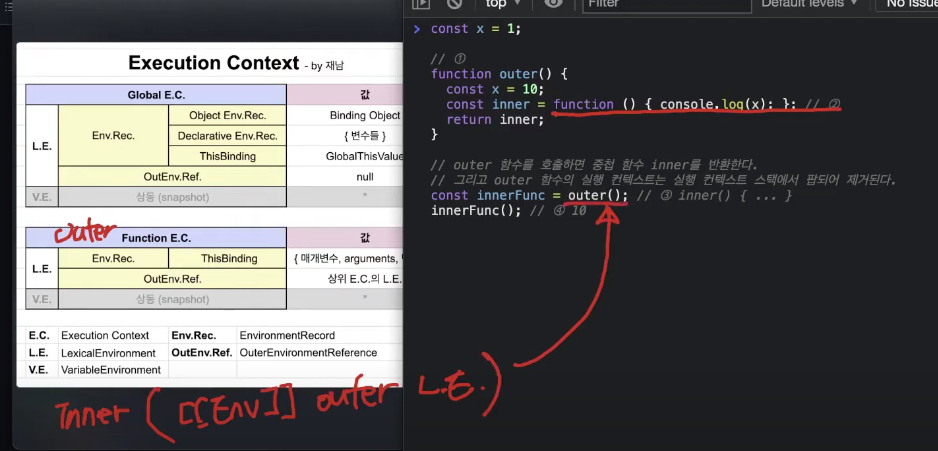 top
Filter
Default levels
No Issue
Execution Context - by 재남
Global E.C. 값
L.E. Env.Rec. Object Env.Rec. Binding Object
Declarative Env.Rec. { 변수들 }
ThisBinding GlobalThisValue
OutEnv.Ref. null
V.E. 상동 (snapshot) "
outer
Function E.C. 값
L.E. Env.Rec. ThisBinding { 매개변수, arguments,
OutEnv.Ref. 상위 E.C.의 L.E.
V.E. 상동 (snapshot) "
E.C. Execution Context Env.Rec. EnvironmentRecord
L.E. LexicalEnvironment OutEnv.Ref. OuterEnvironmentReference
V.E. VariableEnvironment
Inner ( [[Env]] outer L.E. )
> const x = 1;
// ①
function outer() {
const x = 10;
const inner = function () { console.log(x); }; // ②
return inner;
}
// outer 함수를 호출하면 중첩 함수 inner를 반환한다.
// 그리고 outer 함수의 실행 컨텍스트는 실행 컨텍스트 스택에서 팝되어 제거된다.
const innerFunc = outer(); // ③ inner() { ... }
innerFunc(); // ④ 10